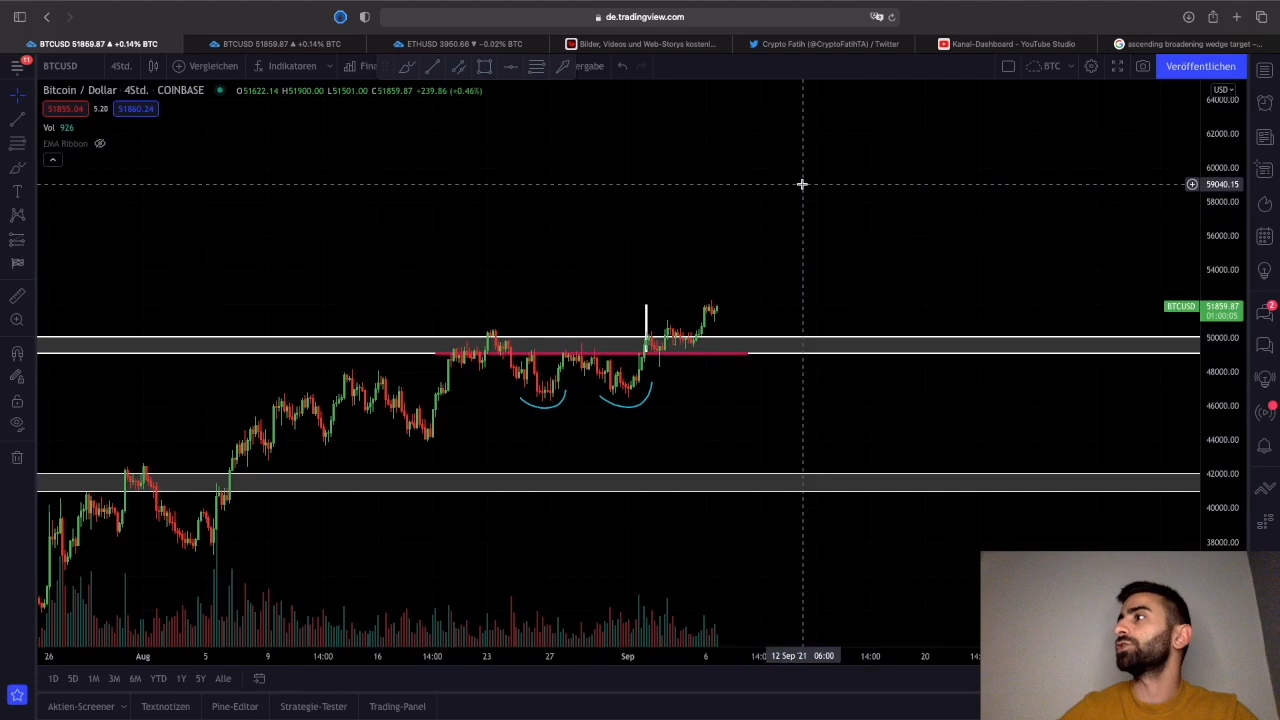 de.tradingview.com
BTCUSD 51859.87 ▲ +0.14% BTC
BTCUSD 51859.87 ▲ +0.14% BTC
ETHUSD 3950.66 ▼ −0.02% BTC
Bilder, Videos und Web-Storys kostenl...
Crypto Fatih (@CryptoFatihTA) / Twitter
Kanai-Dashboard - YouTube Studio
ascending broadening wedge target –...
11
BTCUSD
4Std.
Vergleichen
Indikatoren
Fina
ergabe
BTC
Veröffentlichen
Bitcoin / Dollar · 4Std. · COINBASE
O51622.14 H51900.00 L51501.00 C51859.87 +239.86 (+0.46%)
USD
51855.04 5.20 51860.24
Vol 926
EMA Ribbon
64000.00
62000.00
60000.00
59040.15
58000.00
56000.00
54000.00
BTCUSD 51859.87
01:00:05
2
50000.00
48000.00
46000.00
44000.00
42000.00
40000.00
38000.00
26 Aug 5 9 14:00 16 14:00 23 27 Sep 6 14:0 12 Sep '21 06:00 14:00 20 14:
1D 5D 1M 3M 6M YTD 1Y 5Y Alle
Aktien-Screener Textnotizen Pine-Editor Strategie-Tester Trading-Panel